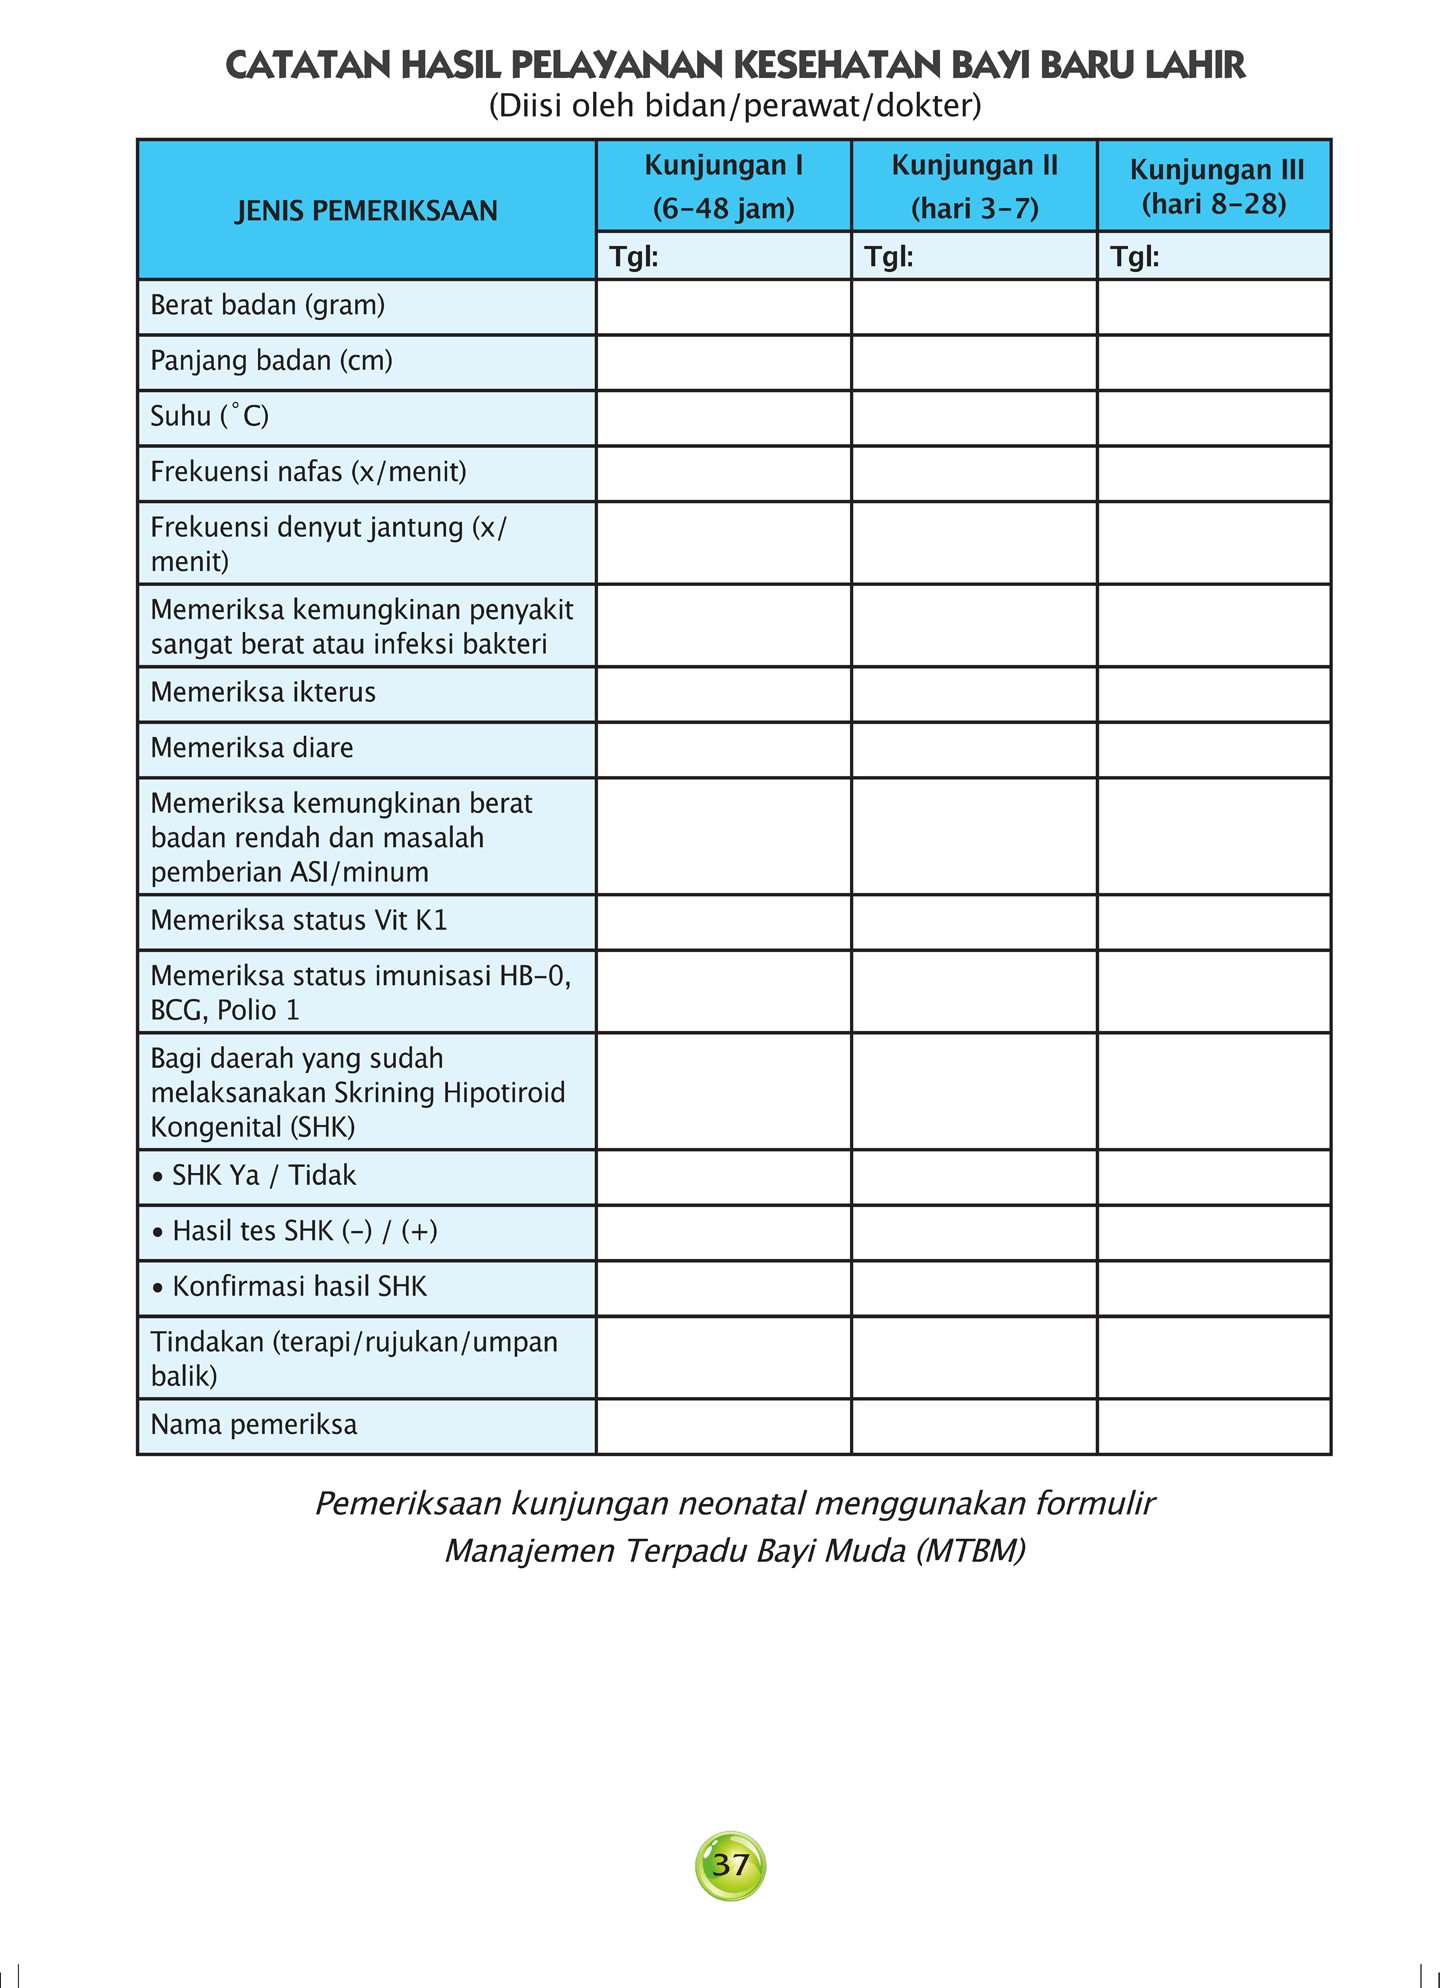 CATATAN HASIL PELAYANAN KESEHATAN BAYI BARU LAHIR
(Diisi oleh bidan/perawat/dokter)
JENIS PEMERIKSAAN
Kunjungan I
(6-48 jam)
Kunjungan II
(hari 3-7)
Kunjungan III
(hari 8-28)
Tgl:
Tgl:
Tgl:
Berat badan (gram)
Panjang badan (cm)
Suhu (˚C)
Frekuensi nafas (x/menit)
Frekuensi denyut jantung (x/
menit)
Memeriksa kemungkinan penyakit
sangat berat atau infeksi bakteri
Memeriksa ikterus
Memeriksa diare
Memeriksa kemungkinan berat
badan rendah dan masalah
pemberian ASI/minum
Memeriksa status Vit K1
Memeriksa status imunisasi HB-0,
BCG, Polio 1
Bagi daerah yang sudah
melaksanakan Skrining Hipotiroid
Kongenital (SHK)
• SHK Ya / Tidak
• Hasil tes SHK (-) / (+)
• Konfirmasi hasil SHK
Tindakan (terapi/rujukan/umpan
balik)
Nama pemeriksa
Pemeriksaan kunjungan neonatal menggunakan formulir
Manajemen Terpadu Bayi Muda (MTBM)
37